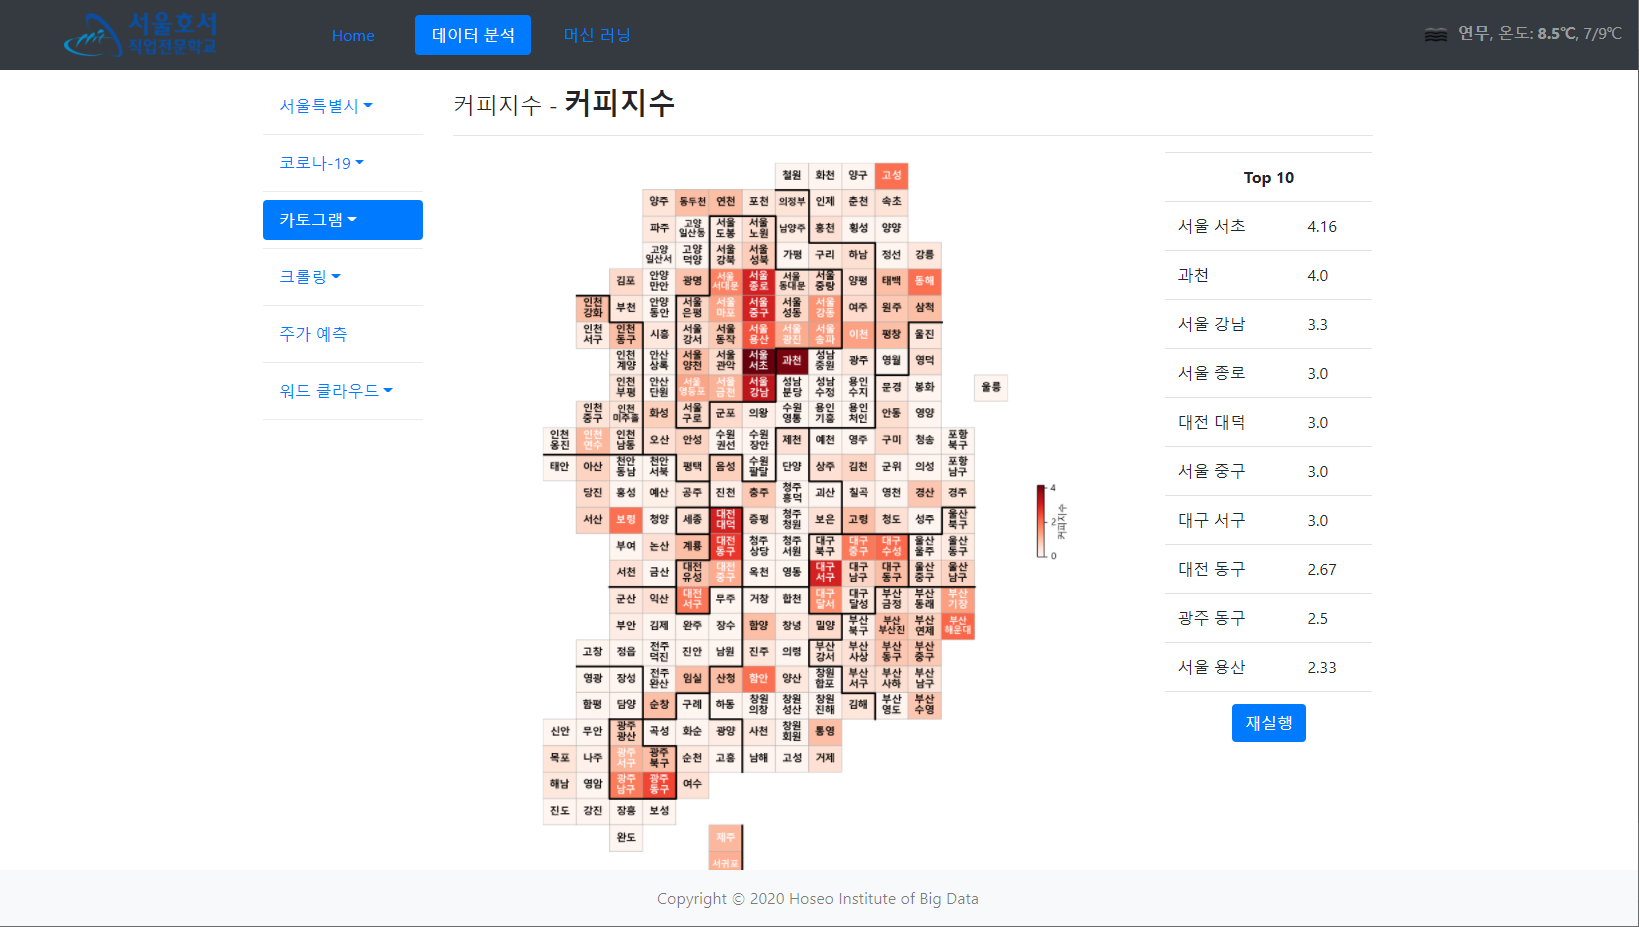 서울호서
직업전문학교
Home
데이터 분석
머신 러닝
연무, 온도: 8.5℃, 7/9℃
서울특별시
코로나-19
카토그램
크롤링
주가 예측
워드 클라우드
커피지수 - 커피지수
철원 화천 양구 고성
양주 동두천 연천 포천 의정부 인제 춘천 속초
파주 고양 일산동 서울 도봉 서울 노원 남양주 홍천 횡성 양양
고양 일산서 고양 덕양 서울 강북 서울 성북 가평 구리 하남 정선 강릉
김포 안양 만안 광명 서울 서대문 서울 종로 서울 동대문 서울 중랑 양평 태백 동해
인천 강화 부천 안양 동안 서울 은평 서울 마포 서울 중구 서울 성동 서울 강동 여주 원주 삼척
인천 서구 인천 동구 시흥 서울 강서 서울 동작 서울 용산 서울 광진 서울 송파 이천 평창 울진
인천 계양 안산 상록 서울 양천 서울 관악 서울 서초 과천 성남 중원 광주 영월 영덕
인천 부평 안산 단원 서울 영등포 서울 금천 서울 강남 성남 분당 성남 수정 용인 수지 문경 봉화 울릉
인천 중구 인천 미추홀 화성 서울 구로 군포 의왕 수원 영통 용인 기흥 용인 처인 안동 영양
인천 옹진 인천 연수 인천 남동 오산 안성 수원 권선 수원 장안 제천 예천 영주 구미 청송 포항 북구
태안 아산 천안 동남 천안 서북 평택 음성 수원 팔달 단양 상주 김천 군위 의성 포항 남구
당진 홍성 예산 공주 진천 충주 청주 흥덕 괴산 칠곡 영천 경산 경주
서산 보령 청양 세종 대전 대덕 증평 청주 청원 보은 고령 청도 성주 울산 북구
부여 논산 계룡 대전 동구 청주 상당 청주 서원 대구 북구 대구 중구 대구 수성 울산 울주 울산 동구
서천 금산 대전 유성 대전 중구 옥천 영동 대구 서구 대구 남구 대구 동구 울산 중구 울산 남구
군산 익산 대전 서구 무주 거창 합천 대구 달서 대구 달성 부산 금정 부산 동래 부산 기장
부안 김제 완주 장수 함양 창녕 밀양 부산 북구 부산 부산진 부산 연제 부산 해운대
고창 정읍 전주 덕진 진안 남원 진주 의령 부산 강서 부산 사상 부산 동구 부산 중구
영광 장성 전주 완산 임실 산청 함안 양산 창원 합포 부산 서구 부산 사하 부산 남구
함평 담양 순창 구례 하동 창원 의창 창원 성산 창원 진해 김해 부산 영도 부산 수영
신안 무안 광주 광산 곡성 화순 광양 사천 창원 회원 통영
목포 나주 광주 서구 광주 북구 순천 고흥 남해 고성 거제
해남 영암 광주 남구 광주 동구 여수
진도 강진 장흥 보성
완도 제주
서귀포
4
2
0
커피지수
Top 10
서울 서초 4.16
과천 4.0
서울 강남 3.3
서울 종로 3.0
대전 대덕 3.0
서울 중구 3.0
대구 서구 3.0
대전 동구 2.67
광주 동구 2.5
서울 용산 2.33
재실행
Copyright © 2020 Hoseo Institute of Big Data